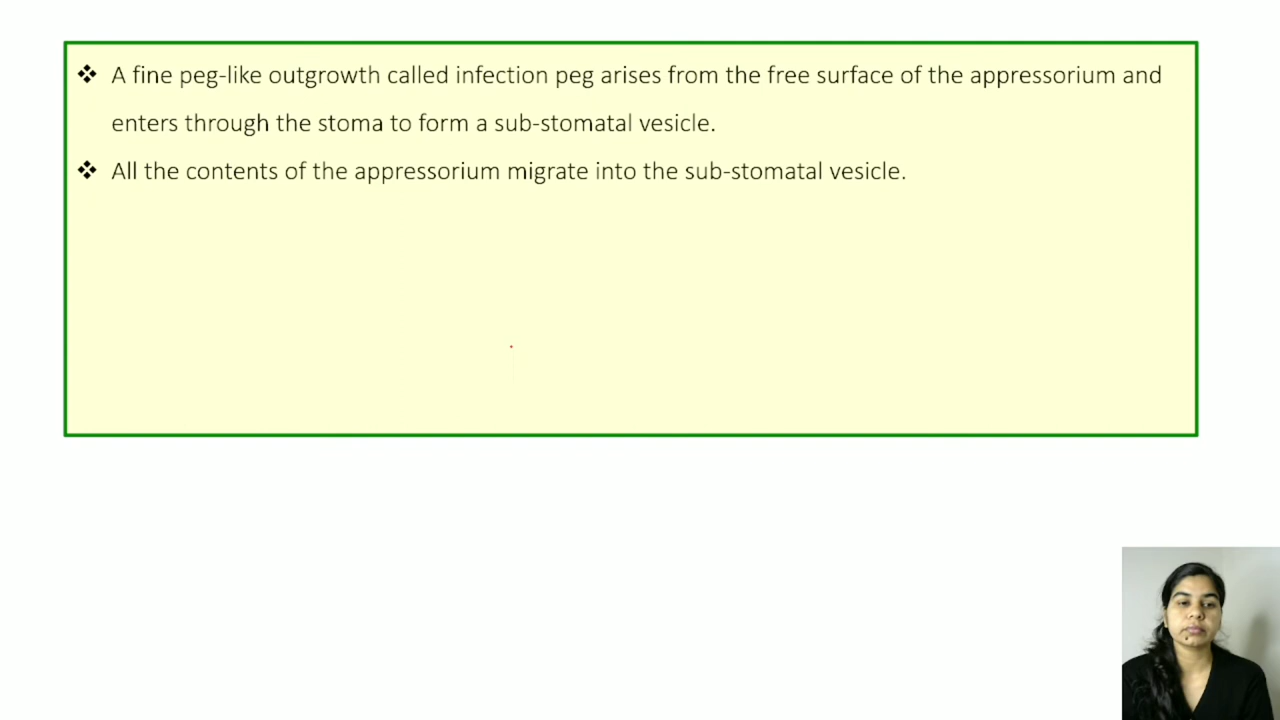 ❖ A fine peg-like outgrowth called infection peg arises from the free surface of the appressorium and
enters through the stoma to form a sub-stomatal vesicle.
❖ All the contents of the appressorium migrate into the sub-stomatal vesicle.